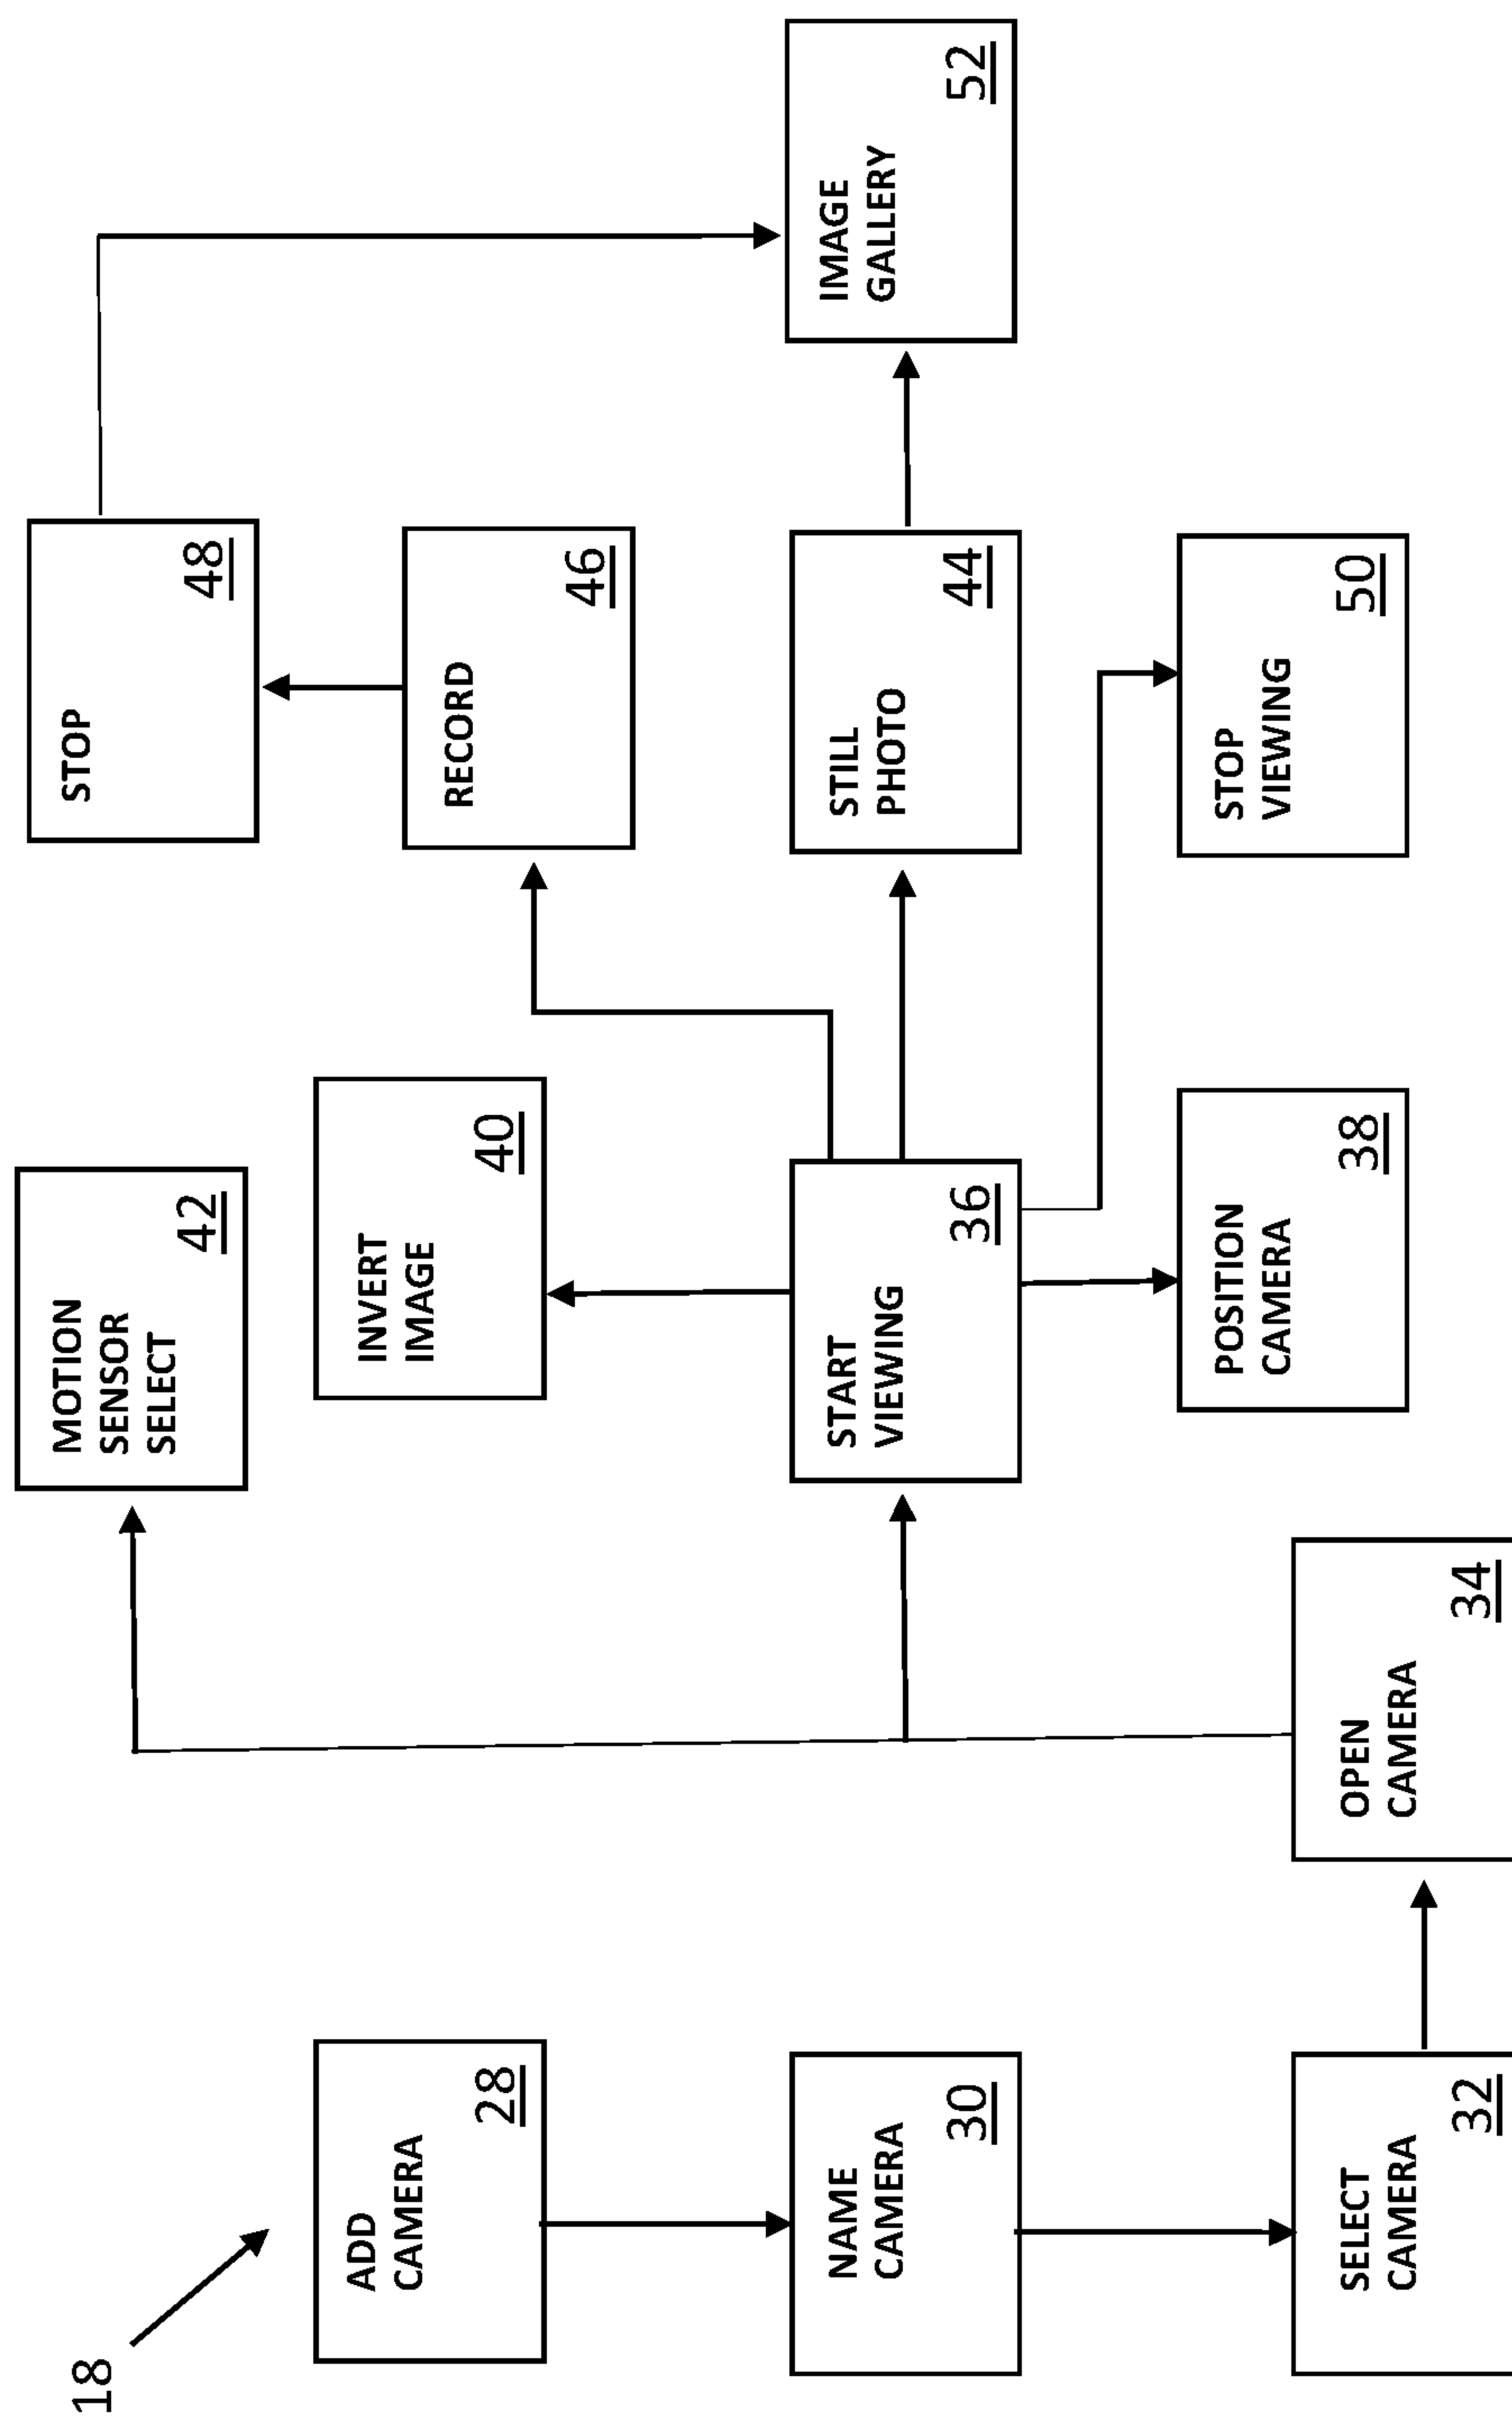 18
ADD
CAMERA
28
NAME
CAMERA
30
SELECT
CAMERA
32
OPEN
CAMERA
34
MOTION
SENSOR
SELECT
42
INVERT
IMAGE
40
START
VIEWING
36
POSITION
CAMERA
38
STOP
48
RECORD
46
STILL
PHOTO
44
STOP
VIEWING
50
IMAGE
GALLERY
52